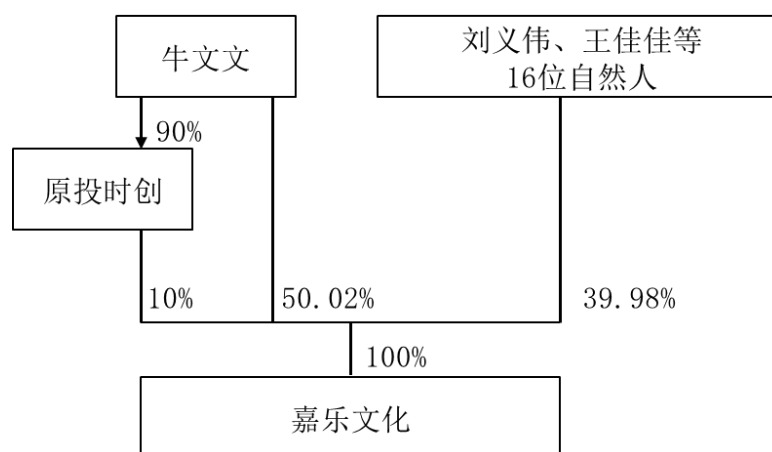 牛文文
刘义伟、王佳佳等
16位自然人
90%
原投时创
10%
50.02%
39.98%
100%
嘉乐文化